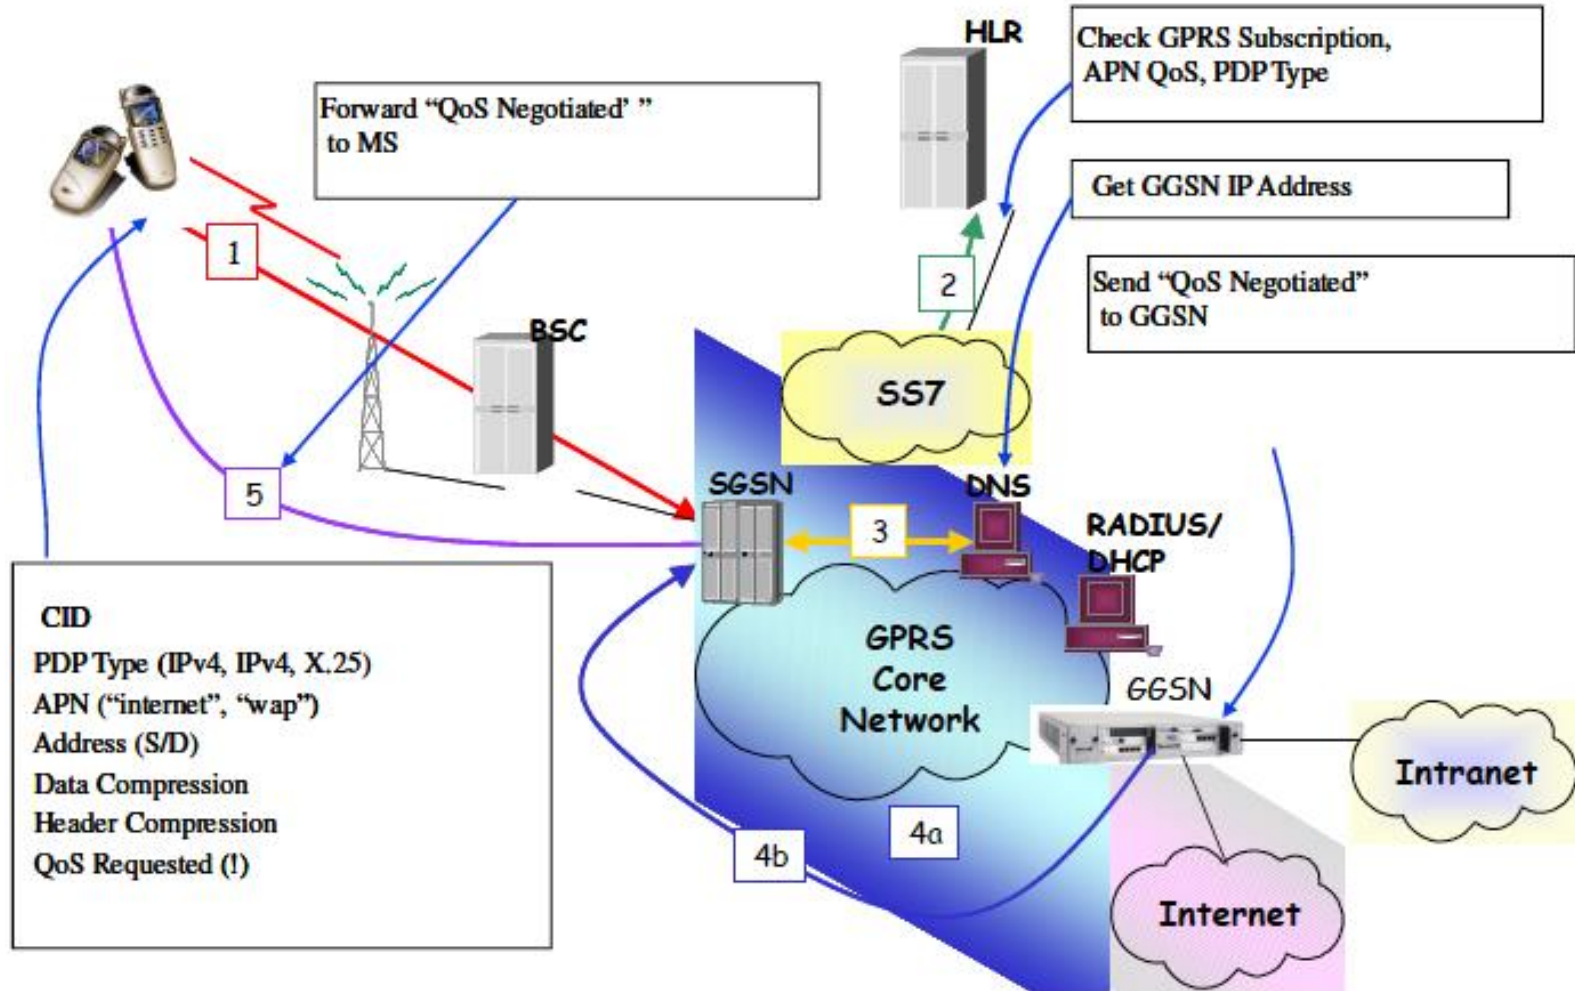 HLR
Check GPRS Subscription,
APN QoS, PDP Type
Forward “QoS Negotiated’ ”
to MS
Get GGSN IP Address
1
2
Send “QoS Negotiated”
to GGSN
BSC
SS7
5
SGSN
DNS
3
RADIUS/
DHCP
CID
PDP Type (IPv4, IPv4, X.25)
APN (“internet”, “wap”)
Address (S/D)
Data Compression
Header Compression
QoS Requested (!)
GPRS
Core
Network
GGSN
Intranet
4a
4b
Internet